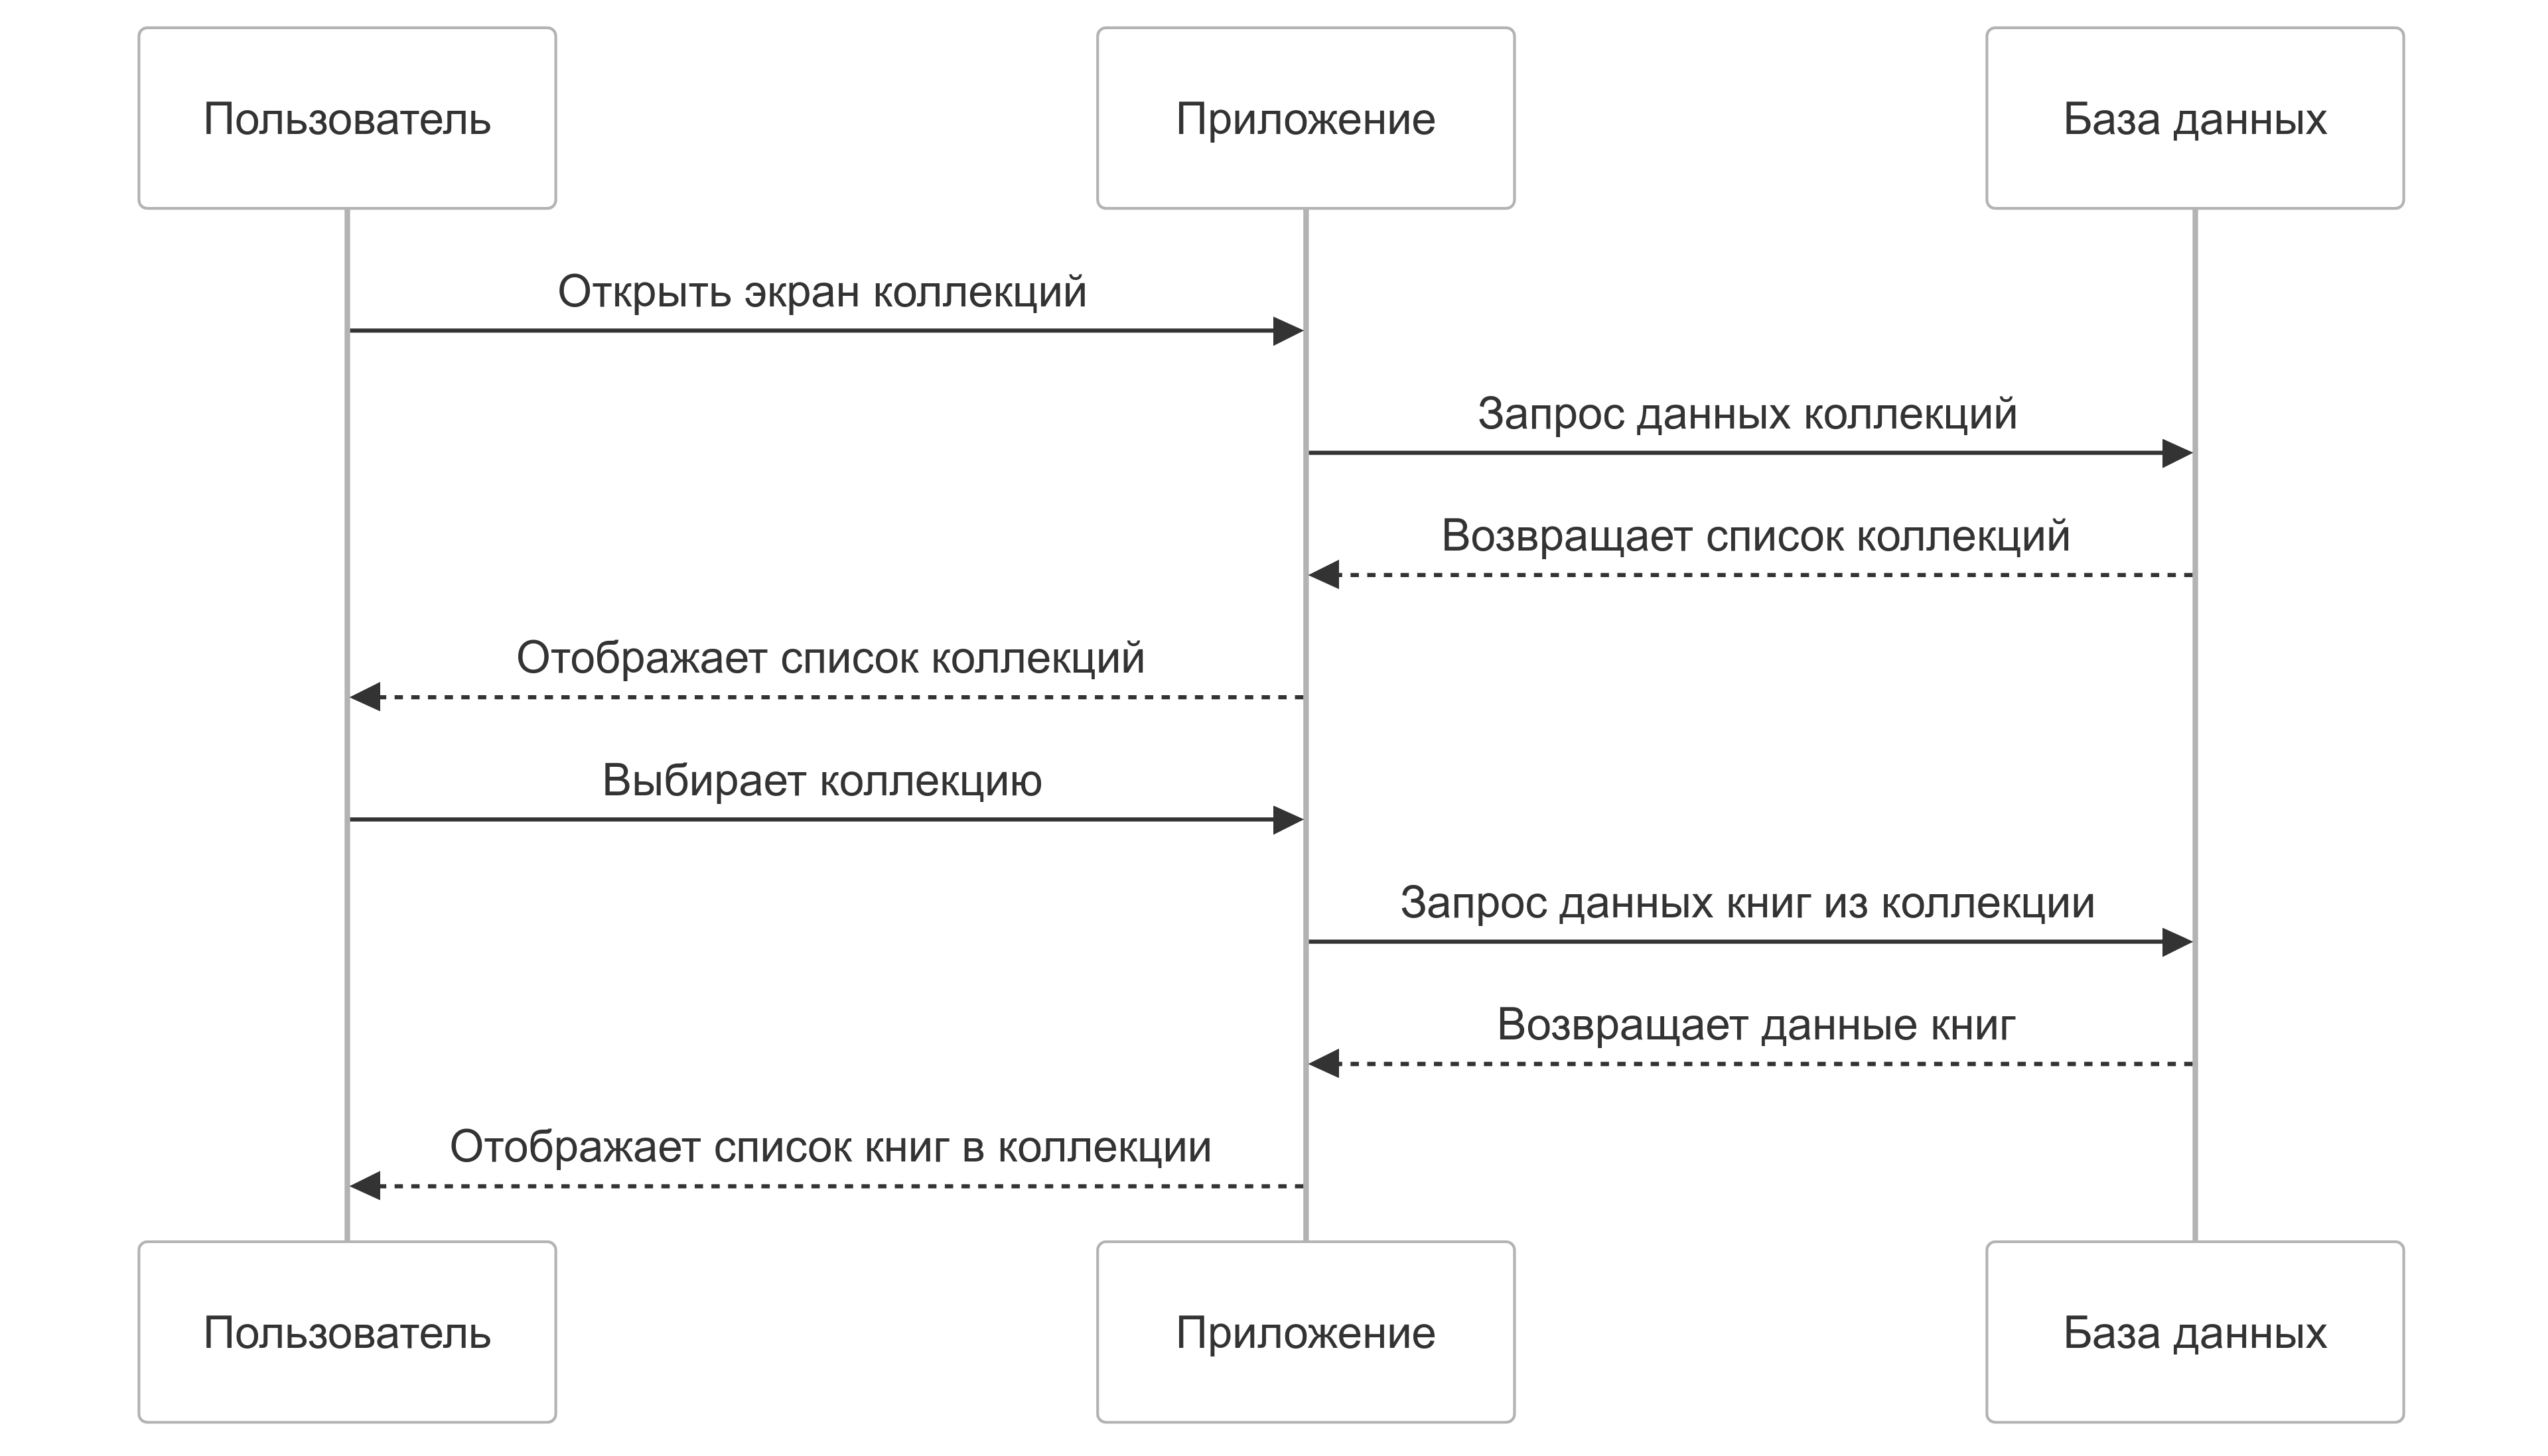 Пользователь
Приложение
База данных
Открыть экран коллекций
Запрос данных коллекций
Возвращает список коллекций
Отображает список коллекций
Выбирает коллекцию
Запрос данных книг из коллекции
Возвращает данные книг
Отображает список книг в коллекции
Пользователь
Приложение
База данных